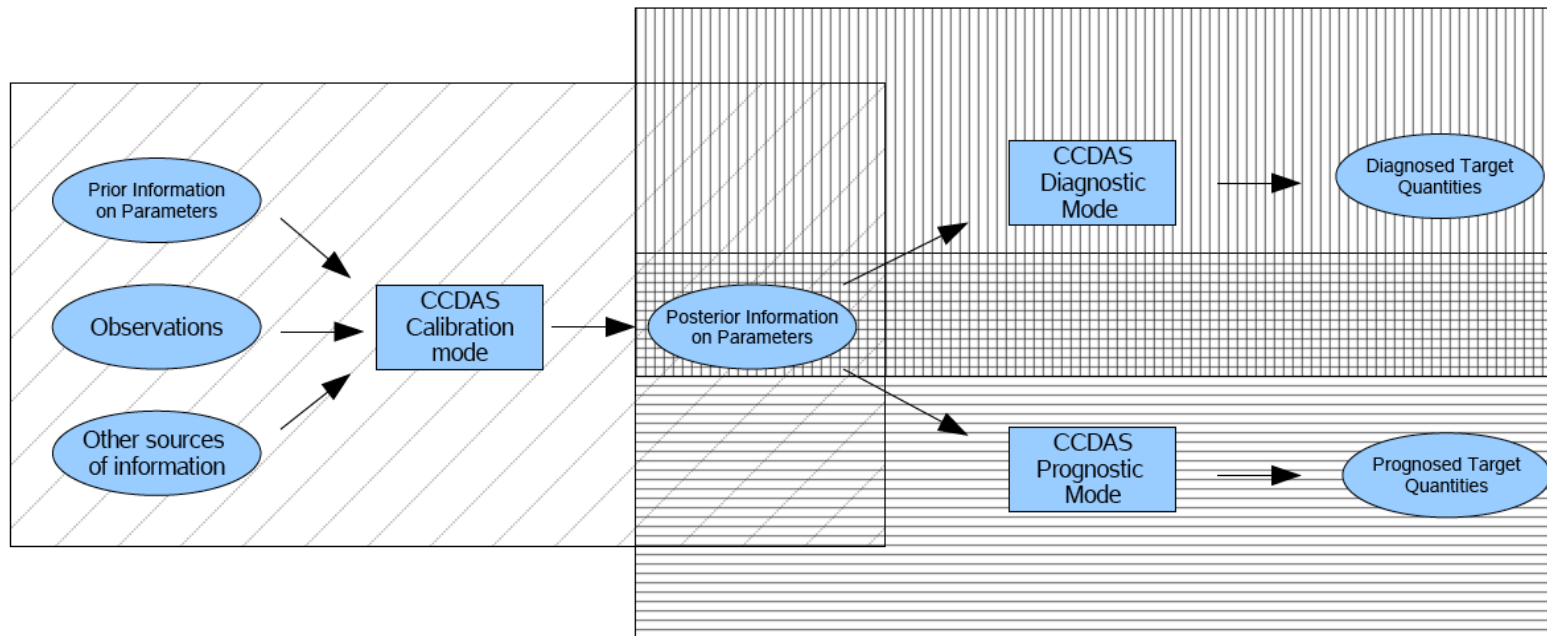 Prior Information
on Parameters
Observations
Other sources
of information
CCDAS
Calibration
mode
Posterior Information
on Parameters
CCDAS
Diagnostic
Mode
Diagnosed Target
Quantities
CCDAS
Prognostic
Mode
Prognosed Target
Quantities